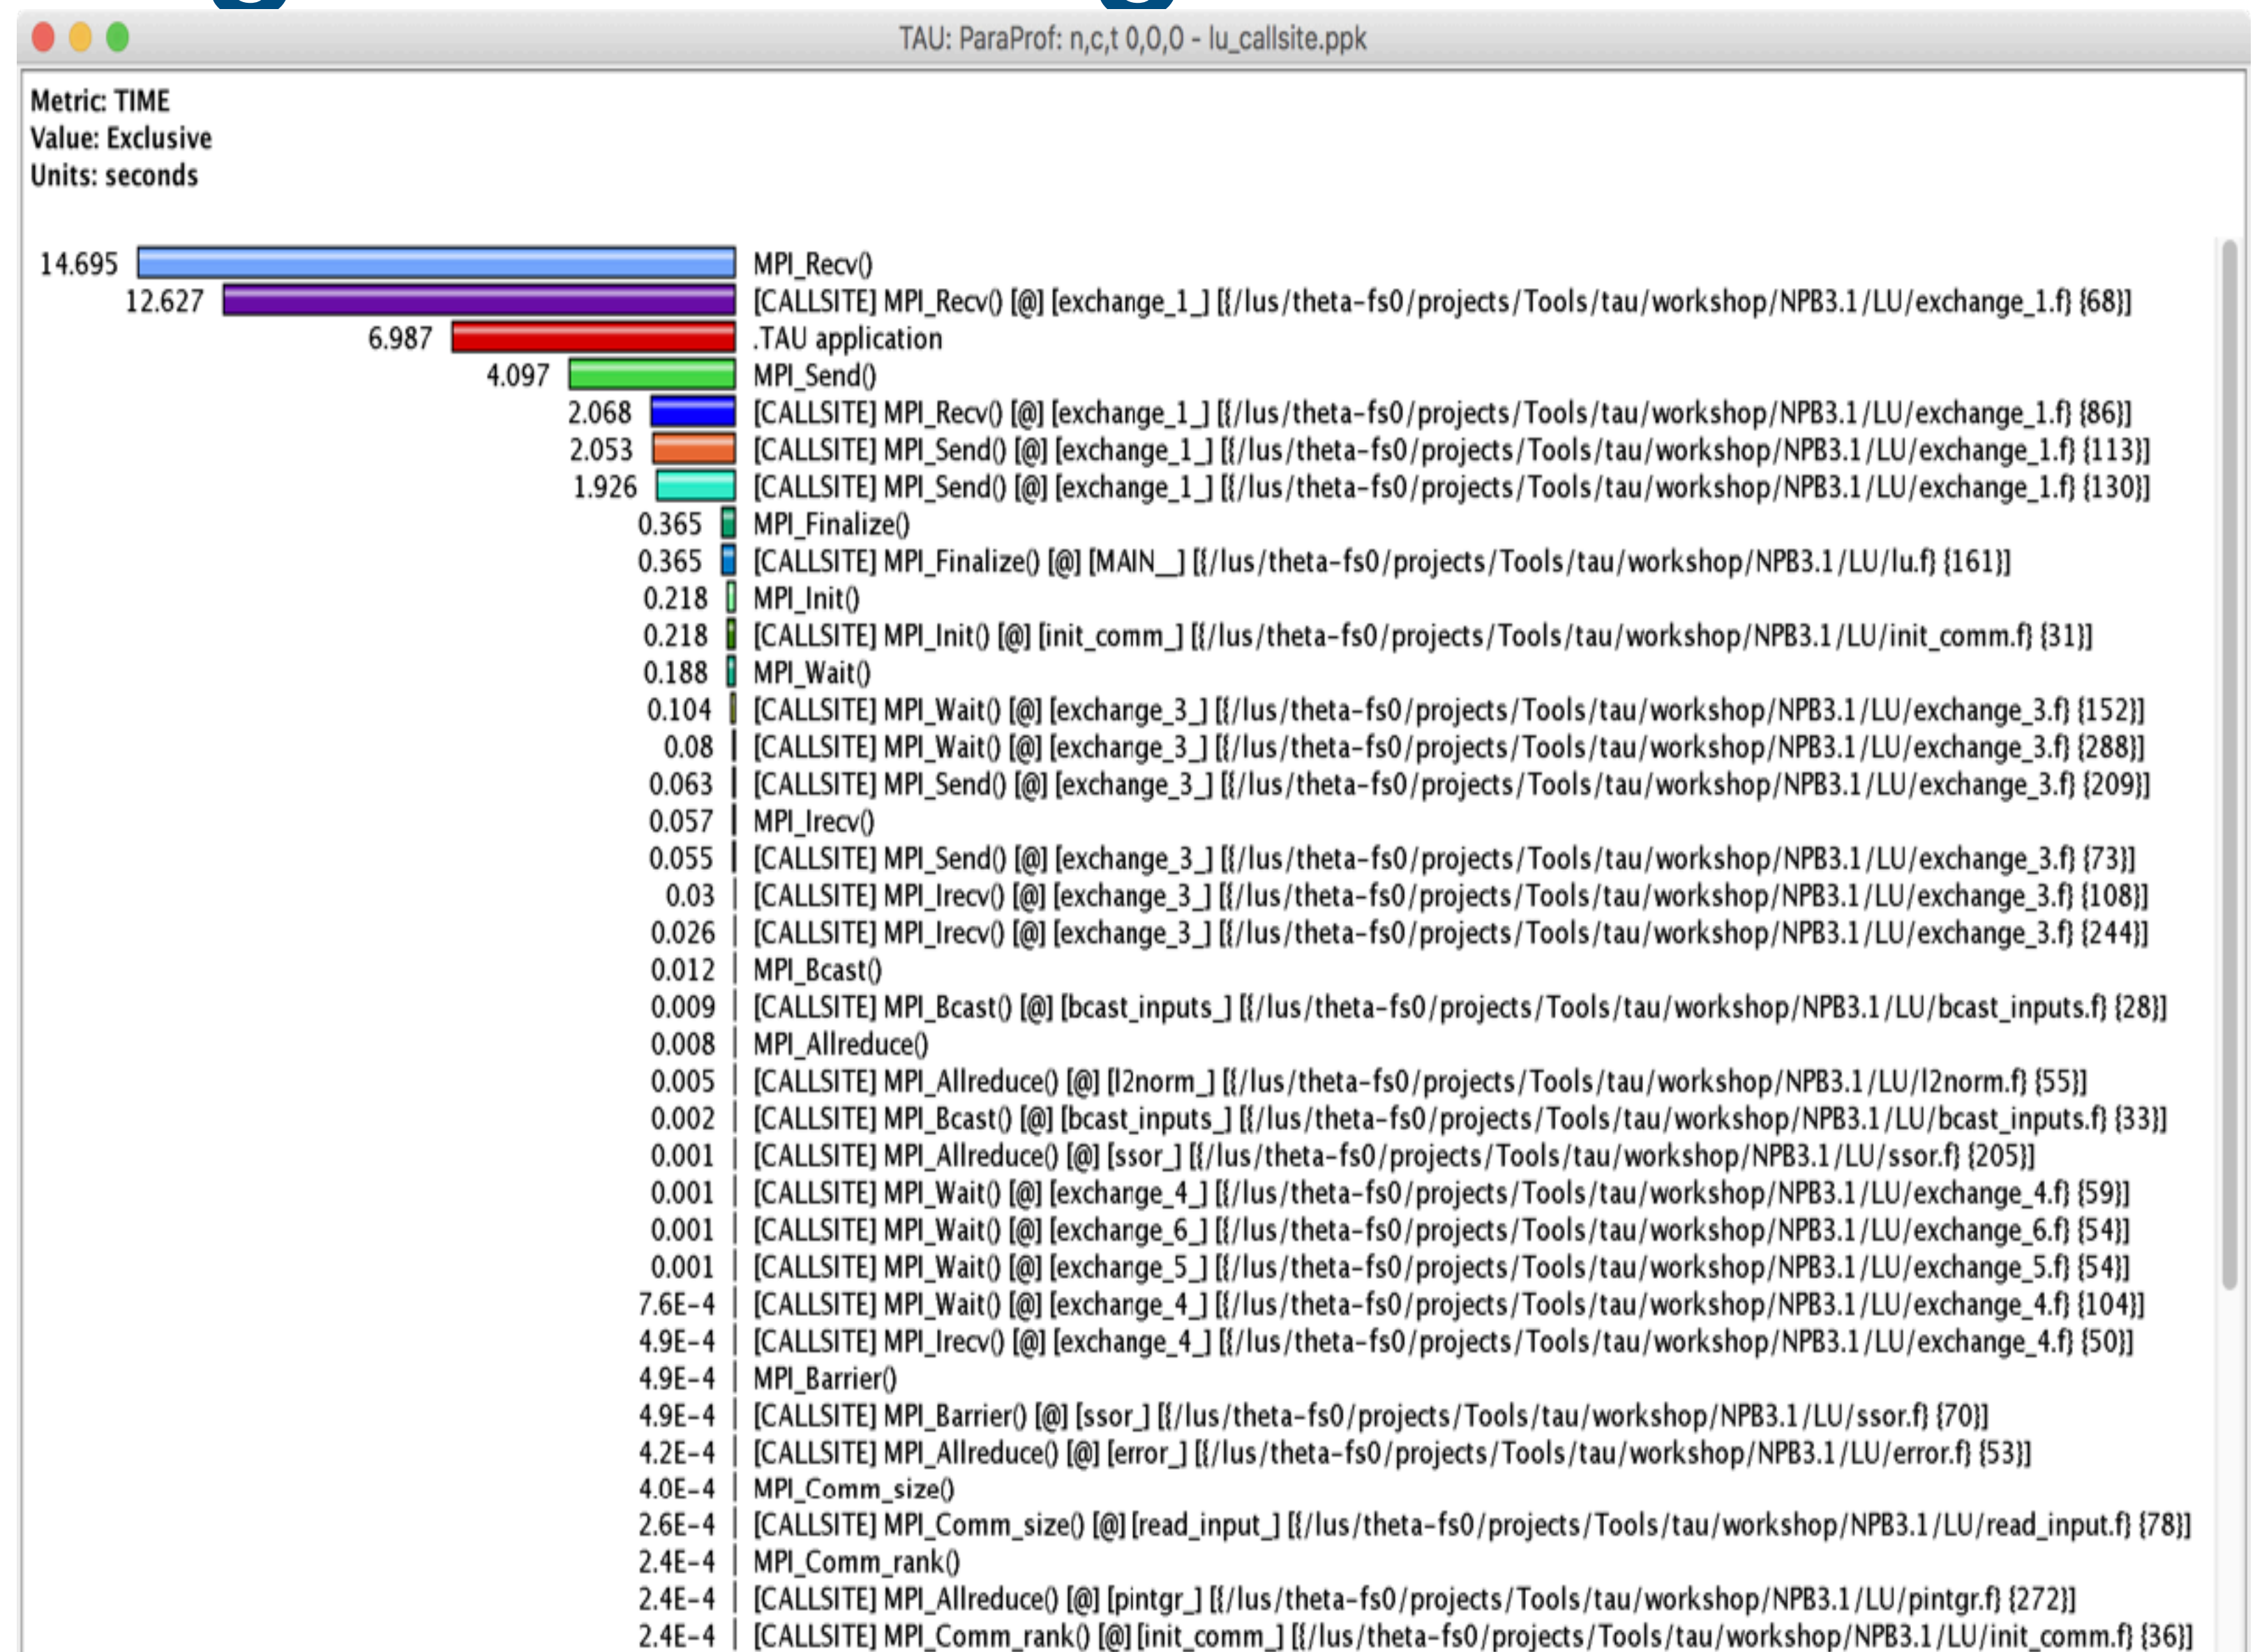 TAU: ParaProf: n,c,t 0,0,0 - lu_callsite.ppk
Metric: TIME
Value: Exclusive
Units: seconds
14.695 MPI_Recv()
12.627 [CALLSITE] MPI_Recv() [@] [exchange_1_] [{/lus/theta-fs0/projects/Tools/tau/workshop/NPB3.1/LU/exchange_1.f} {68}]
6.987 .TAU application
4.097 MPI_Send()
2.068 [CALLSITE] MPI_Recv() [@] [exchange_1_] [{/lus/theta-fs0/projects/Tools/tau/workshop/NPB3.1/LU/exchange_1.f} {86}]
2.053 [CALLSITE] MPI_Send() [@] [exchange_1_] [{/lus/theta-fs0/projects/Tools/tau/workshop/NPB3.1/LU/exchange_1.f} {113}]
1.926 [CALLSITE] MPI_Send() [@] [exchange_1_] [{/lus/theta-fs0/projects/Tools/tau/workshop/NPB3.1/LU/exchange_1.f} {130}]
0.365 MPI_Finalize()
0.365 [CALLSITE] MPI_Finalize() [@] [MAIN__] [{/lus/theta-fs0/projects/Tools/tau/workshop/NPB3.1/LU/lu.f} {161}]
0.218 MPI_Init()
0.218 [CALLSITE] MPI_Init() [@] [init_comm_] [{/lus/theta-fs0/projects/Tools/tau/workshop/NPB3.1/LU/init_comm.f} {31}]
0.188 MPI_Wait()
0.104 [CALLSITE] MPI_Wait() [@] [exchange_3_] [{/lus/theta-fs0/projects/Tools/tau/workshop/NPB3.1/LU/exchange_3.f} {152}]
0.08 [CALLSITE] MPI_Wait() [@] [exchange_3_] [{/lus/theta-fs0/projects/Tools/tau/workshop/NPB3.1/LU/exchange_3.f} {288}]
0.063 [CALLSITE] MPI_Send() [@] [exchange_3_] [{/lus/theta-fs0/projects/Tools/tau/workshop/NPB3.1/LU/exchange_3.f} {209}]
0.057 MPI_Irecv()
0.055 [CALLSITE] MPI_Send() [@] [exchange_3_] [{/lus/theta-fs0/projects/Tools/tau/workshop/NPB3.1/LU/exchange_3.f} {73}]
0.03 [CALLSITE] MPI_Irecv() [@] [exchange_3_] [{/lus/theta-fs0/projects/Tools/tau/workshop/NPB3.1/LU/exchange_3.f} {108}]
0.026 [CALLSITE] MPI_Irecv() [@] [exchange_3_] [{/lus/theta-fs0/projects/Tools/tau/workshop/NPB3.1/LU/exchange_3.f} {244}]
0.012 MPI_Bcast()
0.009 [CALLSITE] MPI_Bcast() [@] [bcast_inputs_] [{/lus/theta-fs0/projects/Tools/tau/workshop/NPB3.1/LU/bcast_inputs.f} {28}]
0.008 MPI_Allreduce()
0.005 [CALLSITE] MPI_Allreduce() [@] [l2norm_] [{/lus/theta-fs0/projects/Tools/tau/workshop/NPB3.1/LU/l2norm.f} {55}]
0.002 [CALLSITE] MPI_Bcast() [@] [bcast_inputs_] [{/lus/theta-fs0/projects/Tools/tau/workshop/NPB3.1/LU/bcast_inputs.f} {33}]
0.001 [CALLSITE] MPI_Allreduce() [@] [ssor_] [{/lus/theta-fs0/projects/Tools/tau/workshop/NPB3.1/LU/ssor.f} {205}]
0.001 [CALLSITE] MPI_Wait() [@] [exchange_4_] [{/lus/theta-fs0/projects/Tools/tau/workshop/NPB3.1/LU/exchange_4.f} {59}]
0.001 [CALLSITE] MPI_Wait() [@] [exchange_6_] [{/lus/theta-fs0/projects/Tools/tau/workshop/NPB3.1/LU/exchange_6.f} {54}]
0.001 [CALLSITE] MPI_Wait() [@] [exchange_5_] [{/lus/theta-fs0/projects/Tools/tau/workshop/NPB3.1/LU/exchange_5.f} {54}]
7.6E-4 [CALLSITE] MPI_Wait() [@] [exchange_4_] [{/lus/theta-fs0/projects/Tools/tau/workshop/NPB3.1/LU/exchange_4.f} {104}]
4.9E-4 [CALLSITE] MPI_Irecv() [@] [exchange_4_] [{/lus/theta-fs0/projects/Tools/tau/workshop/NPB3.1/LU/exchange_4.f} {50}]
4.9E-4 MPI_Barrier()
4.9E-4 [CALLSITE] MPI_Barrier() [@] [ssor_] [{/lus/theta-fs0/projects/Tools/tau/workshop/NPB3.1/LU/ssor.f} {70}]
4.2E-4 [CALLSITE] MPI_Allreduce() [@] [error_] [{/lus/theta-fs0/projects/Tools/tau/workshop/NPB3.1/LU/error.f} {53}]
4.0E-4 MPI_Comm_size()
2.6E-4 [CALLSITE] MPI_Comm_size() [@] [read_input_] [{/lus/theta-fs0/projects/Tools/tau/workshop/NPB3.1/LU/read_input.f} {78}]
2.4E-4 MPI_Comm_rank()
2.4E-4 [CALLSITE] MPI_Allreduce() [@] [pintgr_] [{/lus/theta-fs0/projects/Tools/tau/workshop/NPB3.1/LU/pintgr.f} {272}]
2.4E-4 [CALLSITE] MPI_Comm_rank() [@] [init_comm_] [{/lus/theta-fs0/projects/Tools/tau/workshop/NPB3.1/LU/init_comm.f} {36}]